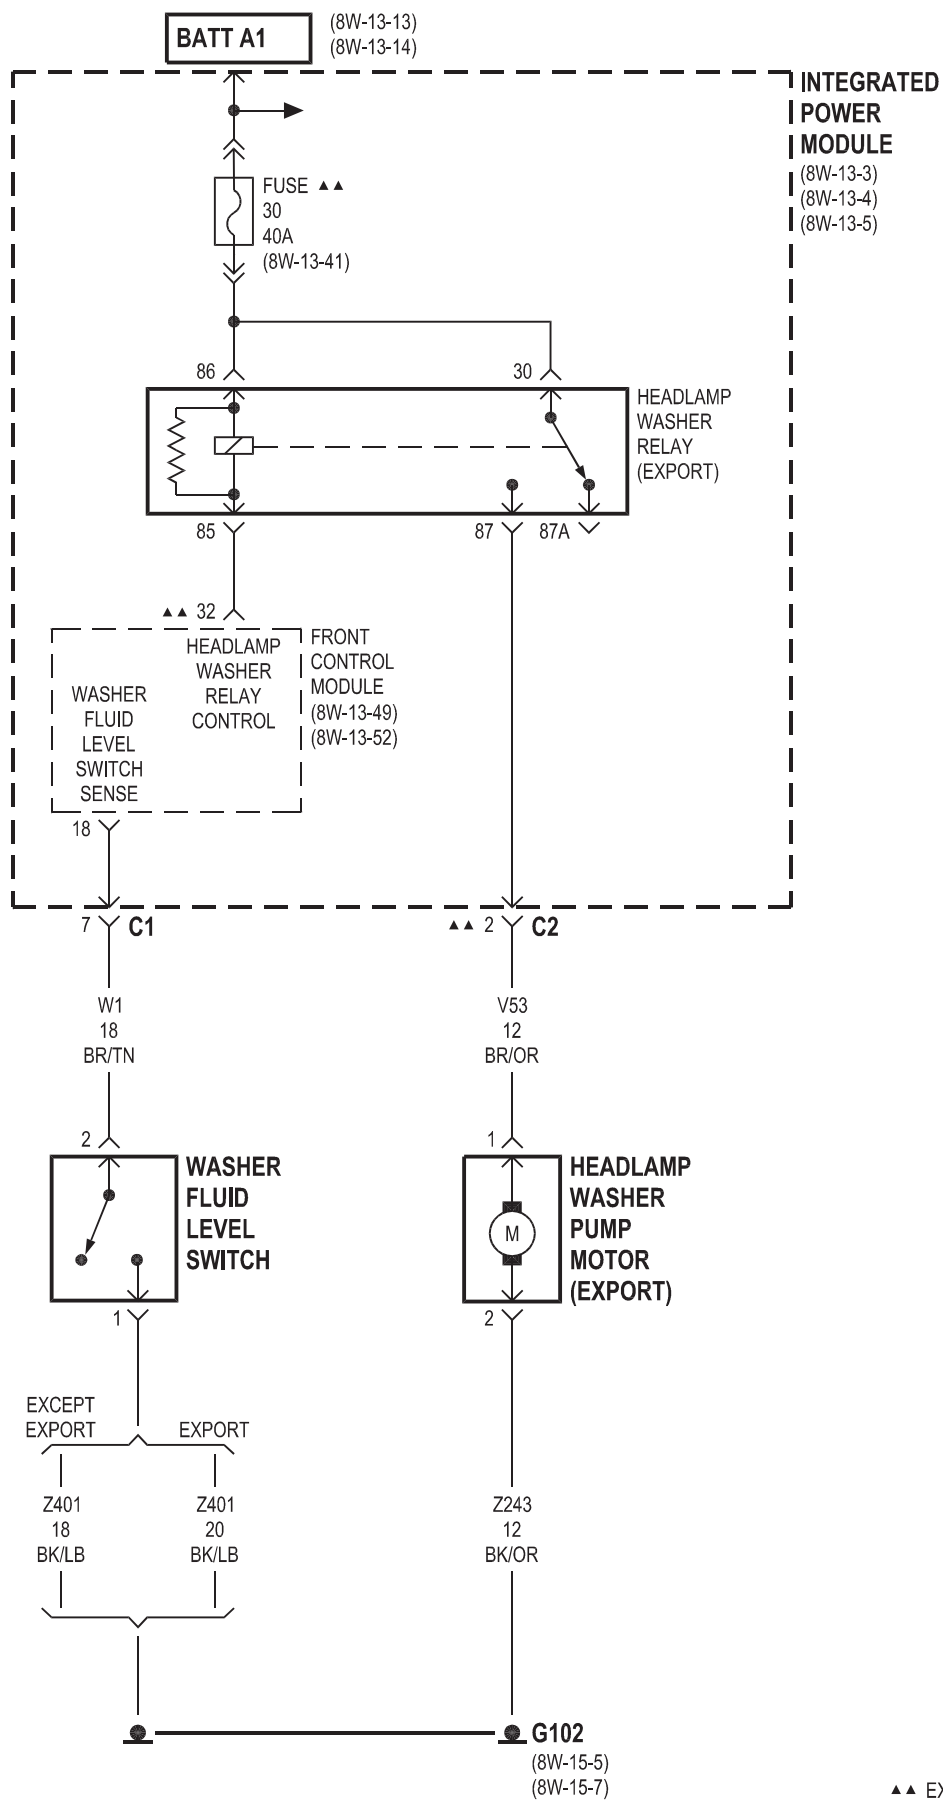 BATT A1
(8W-13-13)
(8W-13-14)
INTEGRATED
POWER
MODULE
(8W-13-3)
(8W-13-4)
(8W-13-5)
FUSE ▲▲
30
40A
(8W-13-41)
86
30
HEADLAMP
WASHER
RELAY
(EXPORT)
85
87
87A
▲▲ 32
HEADLAMP
WASHER
RELAY
CONTROL
FRONT
CONTROL
MODULE
(8W-13-49)
(8W-13-52)
WASHER
FLUID
LEVEL
SWITCH
SENSE
18
7
C1
▲▲ 2
C2
W1
18
BR/TN
V53
12
BR/OR
2
1
WASHER
FLUID
LEVEL
SWITCH
M
HEADLAMP
WASHER
PUMP
MOTOR
(EXPORT)
1
2
EXCEPT
EXPORT
EXPORT
Z401
18
BK/LB
Z401
20
BK/LB
Z243
12
BK/OR
G102
(8W-15-5)
(8W-15-7)
▲▲